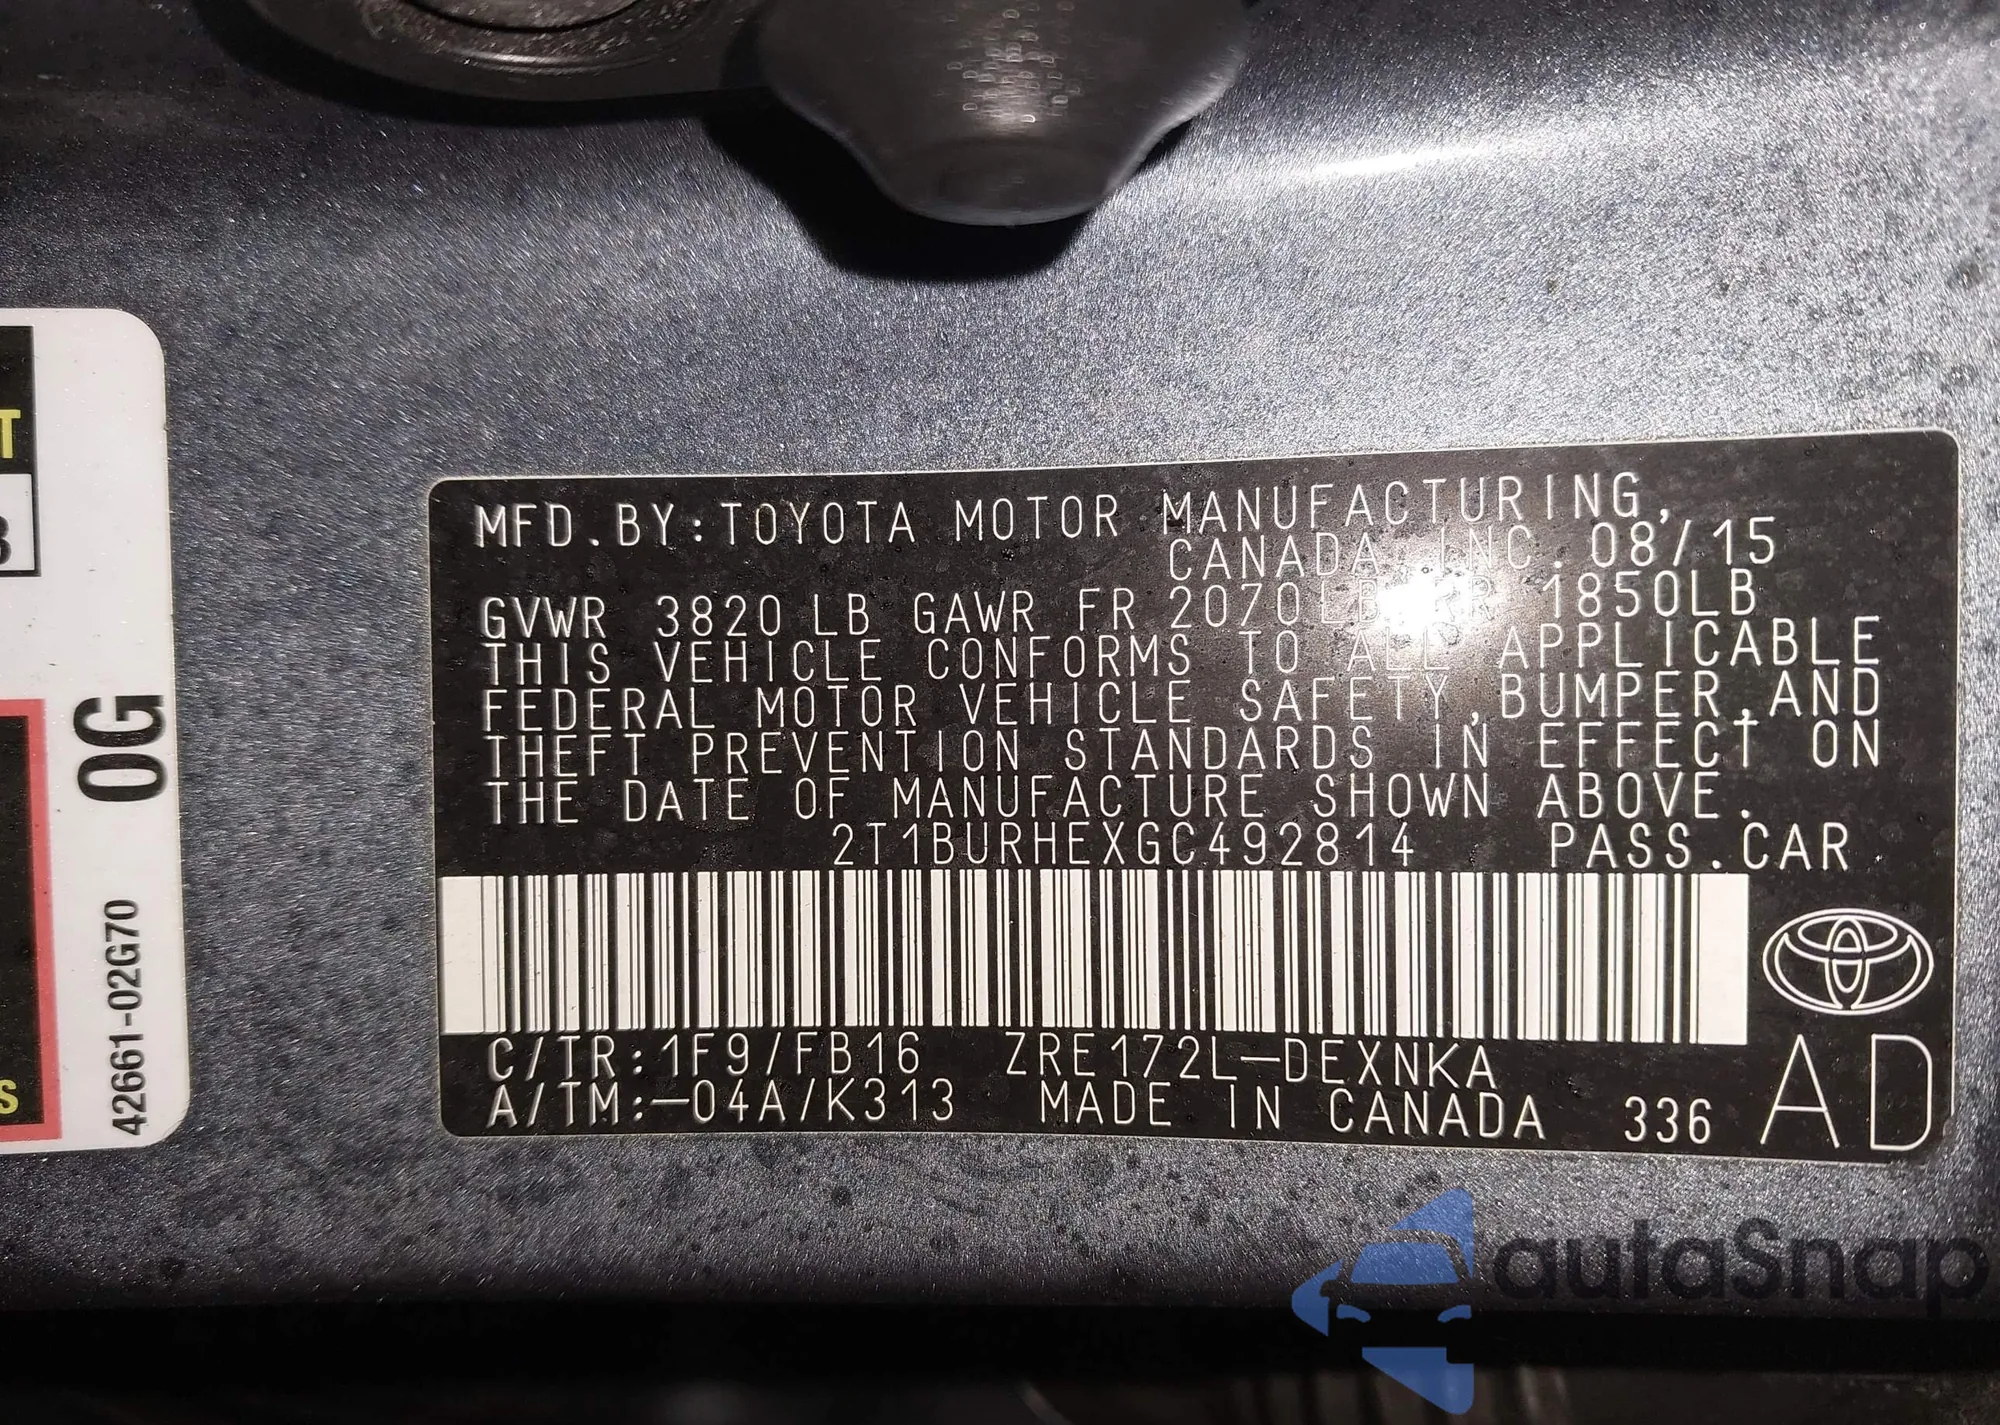 T
3
S
0G
42661-02G70
MFD.BY:TOYOTA MOTOR MANUFACTURING,
CANADA INC. 08/15
GVWR 3820 LB GAWR FR 2070LB RR 1850LB
THIS VEHICLE CONFORMS TO ALL APPLICABLE
FEDERAL MOTOR VEHICLE SAFETY,BUMPER,AND
THEFT PREVENTION STANDARDS IN EFFECT ON
THE DATE OF MANUFACTURE SHOWN ABOVE.
2T1BURHEXGC492814 PASS.CAR
C/TR:1F9/FB16 ZRE172L-DEXNKA
A/TM:-04A/K313 MADE IN CANADA 336 AD
autaSnap